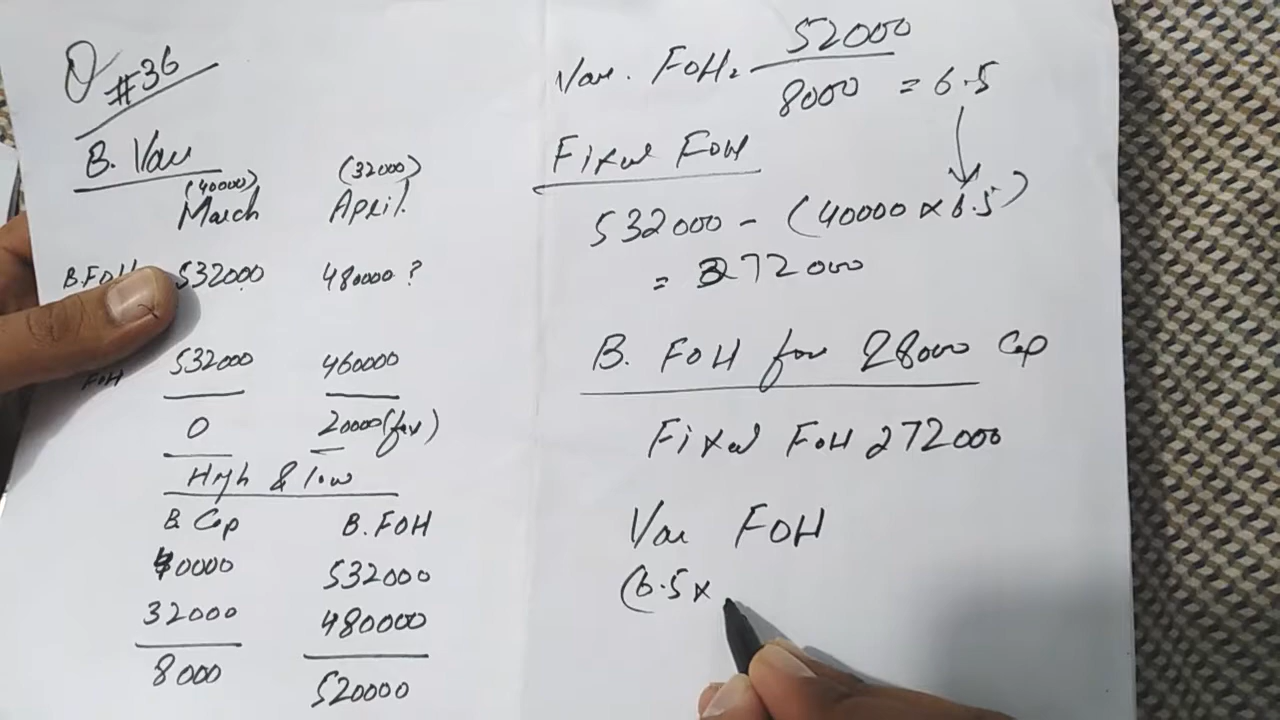 Q #36
B. Var
(40000) (32000)
March April.
B.FOH 532000 480000 ?
532000 460000
FOH
0 20000 (fav)
High & low
B. Cap B. FOH
40000 532000
32000 480000
8000 520000
Var. FOH = 52000
8000 = 6.5
Fixed FOH
532000 - (40000 x 6.5)
= 272000
B. FOH for 28000 Cap
Fixed FOH 272000
Var FOH
(6.5 x